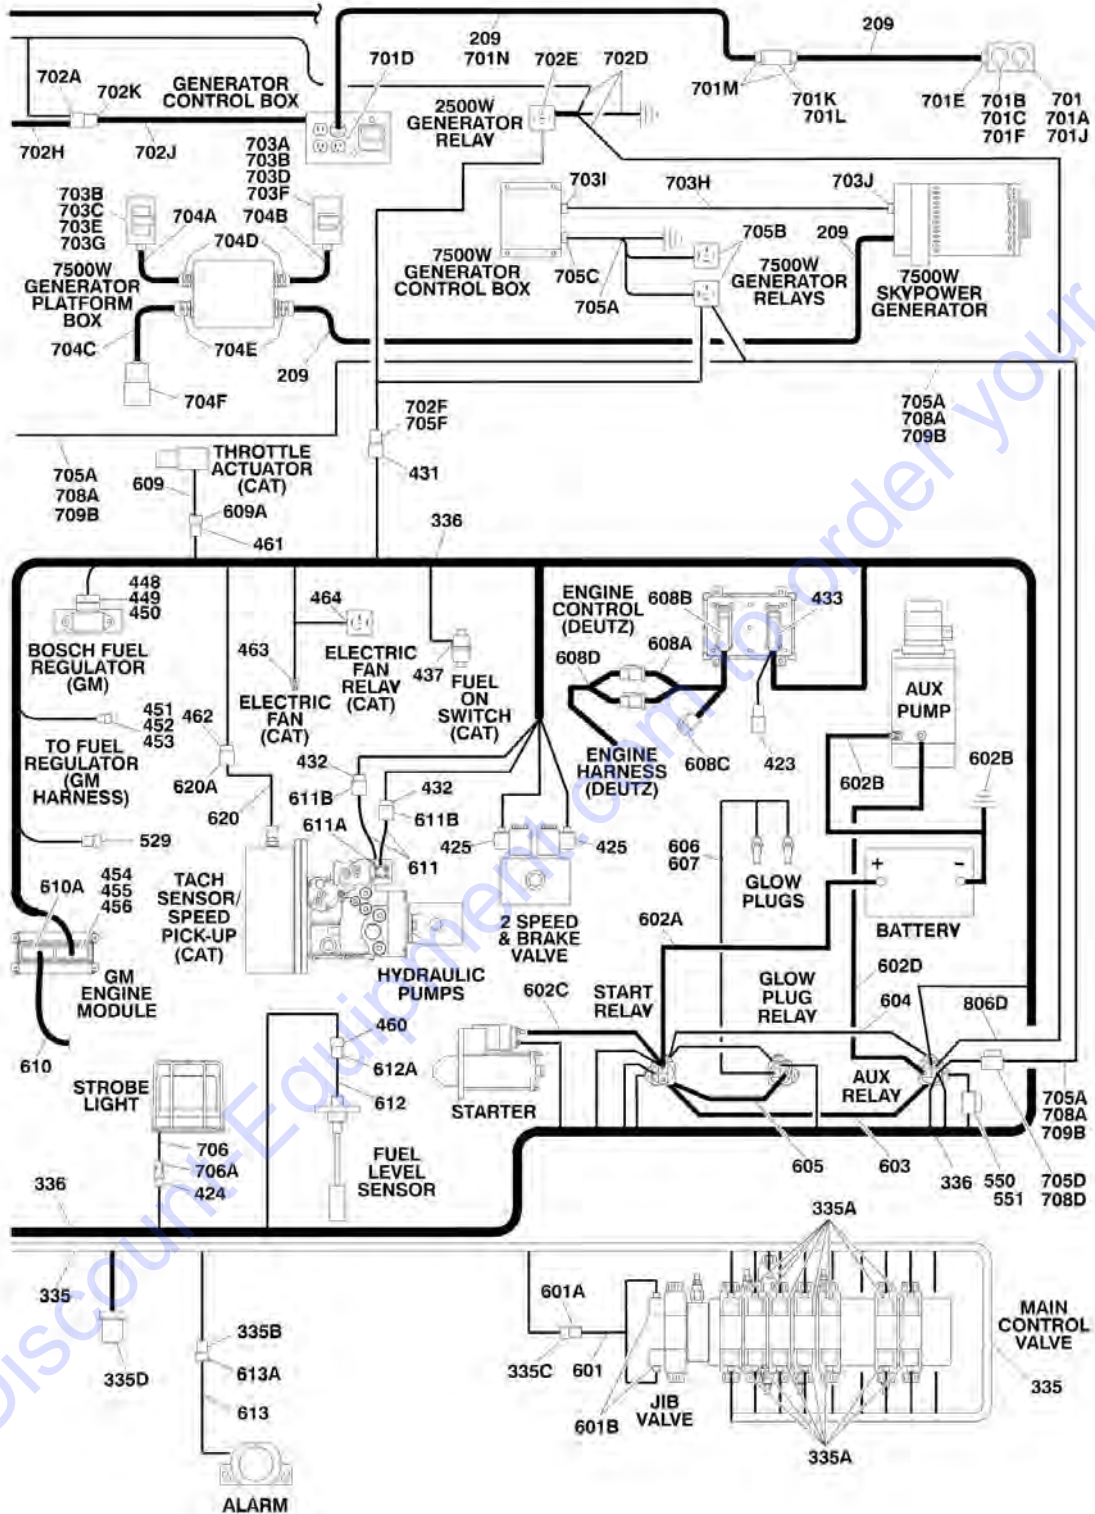 209
701N
702E
702D
209
701D
702A
702K
GENERATOR
CONTROL BOX
2500W
GENERATOR
RELAY
701M
701K
701L
701E
701B
701C
701F
701
701A
701J
702H
702J
703A
703B
703D
703F
703B
703C
703E
703G
704A
704B
704D
703I
703H
703J
209
7500W
GENERATOR
PLATFORM
BOX
7500W
GENERATOR
CONTROL BOX
705C
705A
705B
7500W
GENERATOR
RELAYS
7500W
SKYPOWER
GENERATOR
704C
704E
209
704F
702F
705F
431
705A
708A
709B
705A
708A
709B
THROTTLE
ACTUATOR
(CAT)
609
609A
461
336
448
449
450
BOSCH FUEL
REGULATOR
(GM)
464
463
ELECTRIC
FAN
RELAY
(CAT)
437
FUEL
ON
SWITCH
(CAT)
ENGINE
CONTROL
(DEUTZ)
608B
433
608D
608A
AUX
PUMP
451
452
453
462
ELECTRIC
FAN
(CAT)
TO FUEL
REGULATOR
(GM
HARNESS)
620A
620
432
611B
432
611B
ENGINE
HARNESS
(DEUTZ)
608C
423
602B
602B
529
611A
611
425
425
606
607
GLOW
PLUGS
+
-
BATTERY
610A
454
455
456
TACH
SENSOR/
SPEED
PICK-UP
(CAT)
2 SPEED
& BRAKE
VALVE
602A
HYDRAULIC
PUMPS
GM
ENGINE
MODULE
602C
START
RELAY
GLOW
PLUG
RELAY
602D
604
806D
610
STROBE
LIGHT
460
612A
612
STARTER
AUX
RELAY
705A
708A
709B
706
706A
424
FUEL
LEVEL
SENSOR
605
603
336
550
551
705D
708D
336
335A
335
335B
613A
613
335D
601A
335C
601
601B
JIB
VALVE
MAIN
CONTROL
VALVE
335
335A
ALARM
Discount-Equipment.com to order your